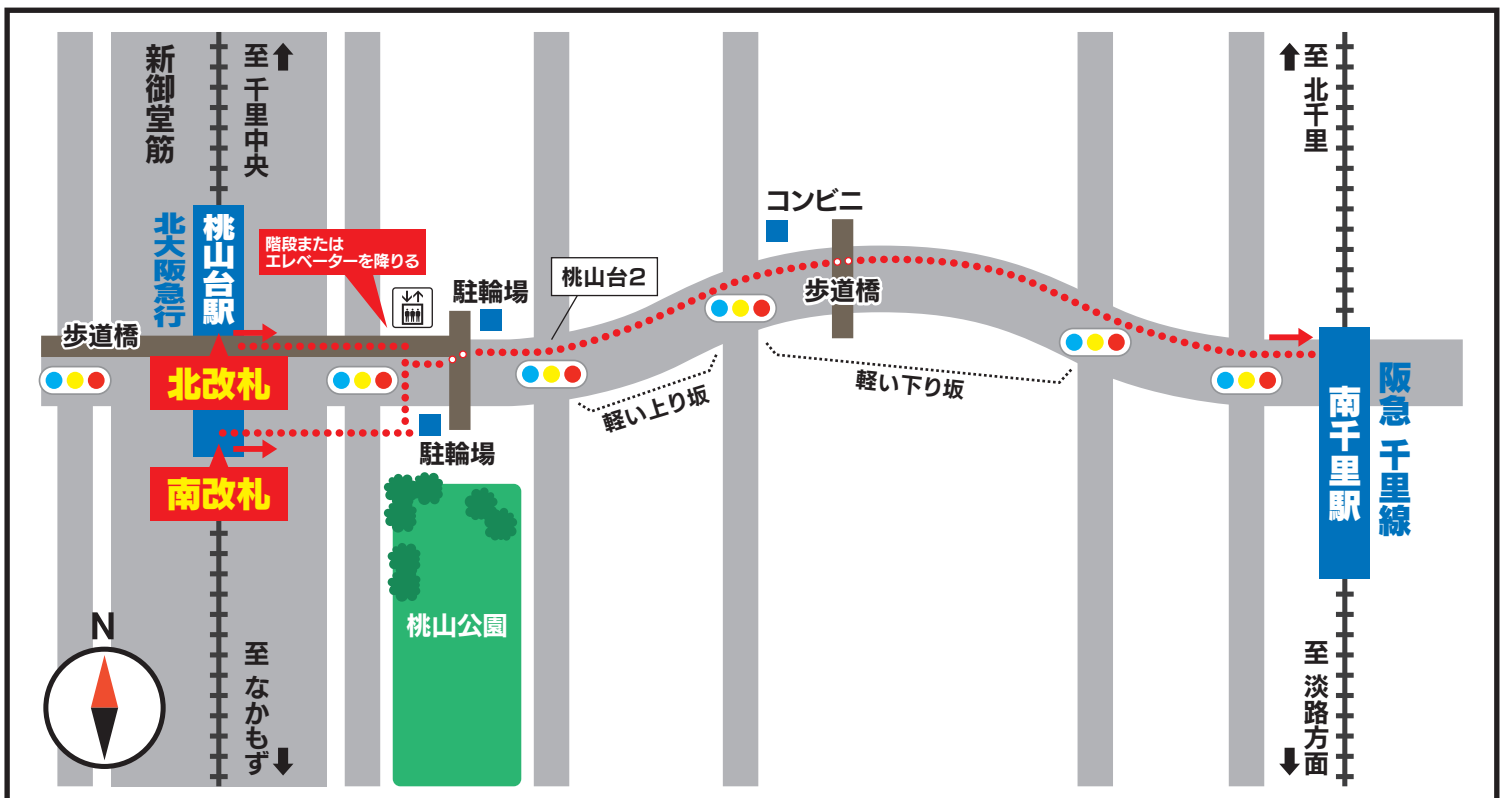 新御堂筋
至 千里中央
北大阪急行
桃山台駅
階段または
エレベーターを降りる
歩道橋
北改札
南改札
駐輪場
駐輪場
桃山台2
コンビニ
歩道橋
軽い上り坂
軽い下り坂
桃山公園
至 なかもず
N
至 北千里
南千里駅
阪急 千里線
至 淡路方面